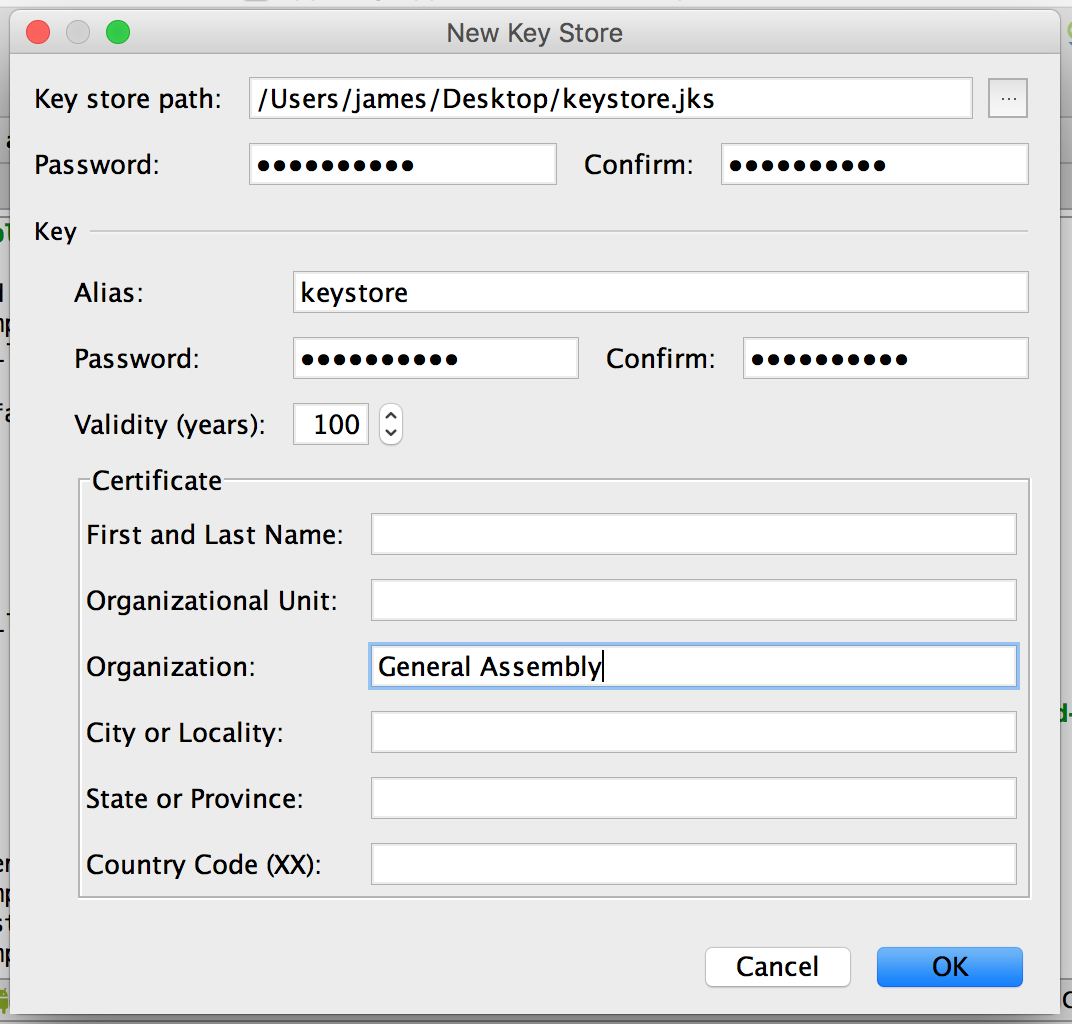 New Key Store
Key store path: /Users/james/Desktop/keystore.jks ...
Password: •••••••••• Confirm: ••••••••••
Key
Alias: keystore
Password: •••••••••• Confirm: ••••••••••
Validity (years): 100
Certificate
First and Last Name:
Organizational Unit:
Organization: General Assembly
City or Locality:
State or Province:
Country Code (XX):
Cancel OK